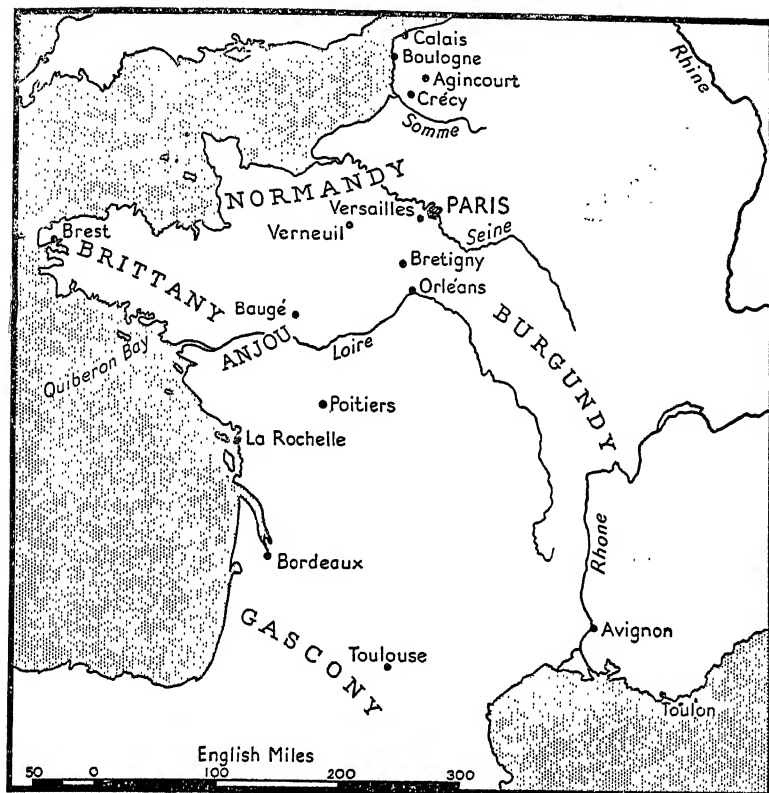 Calais
Boulogne
Agincourt
Crécy
Somme
Rhine
NORMANDY
Versailles
PARIS
Verneuil
Seine
Brest
BRITTANY
Bretigny
Orléans
Baugé
ANJOU
Loire
BURGUNDY
Quiberon Bay
Poitiers
La Rochelle
Bordeaux
Rhone
GASCONY
Avignon
Toulouse
Toulon
English Miles
50 0 100 200 300